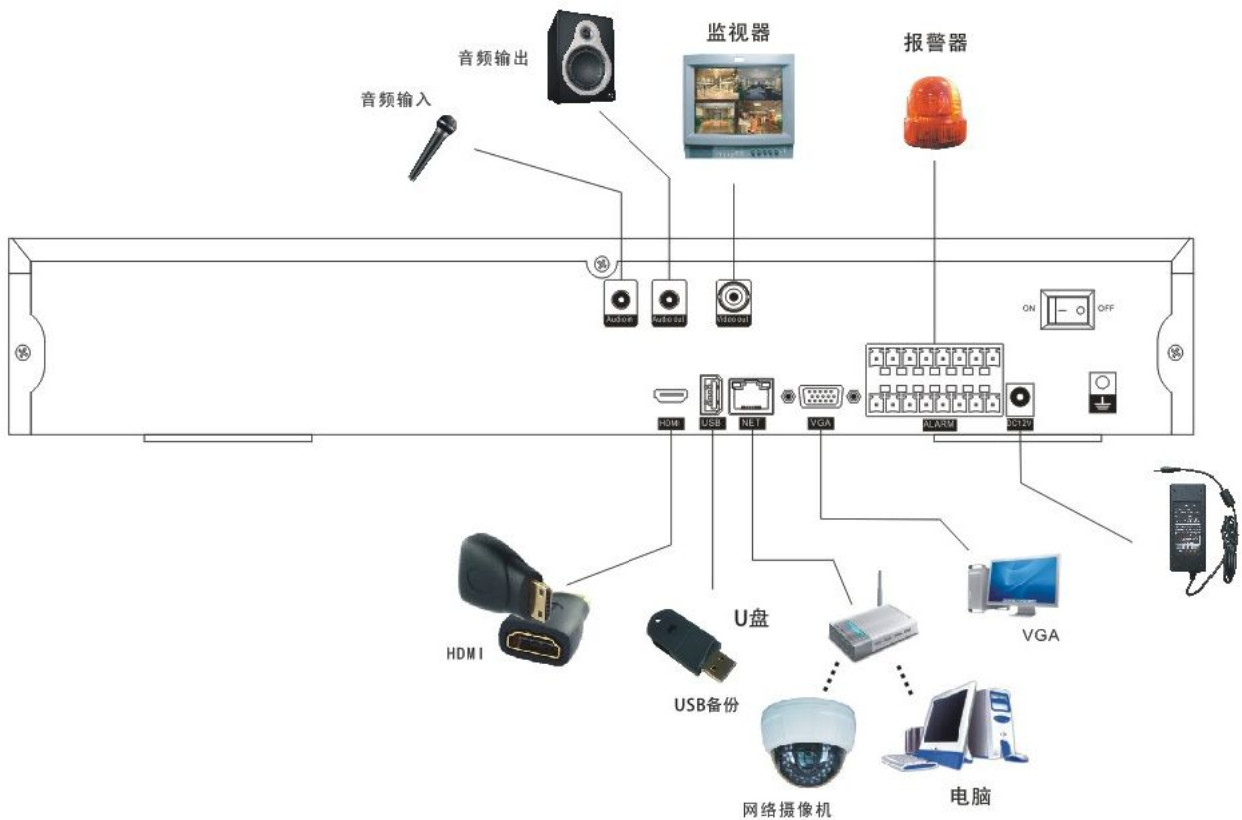 监视器
报警器
音频输出
音频输入
Audio in
Audio out
Video out
ON
OFF
HDMI
USB
NET
VGA
ALARM
DC12V
U盘
VGA
HDMI
USB备份
网络摄像机
电脑